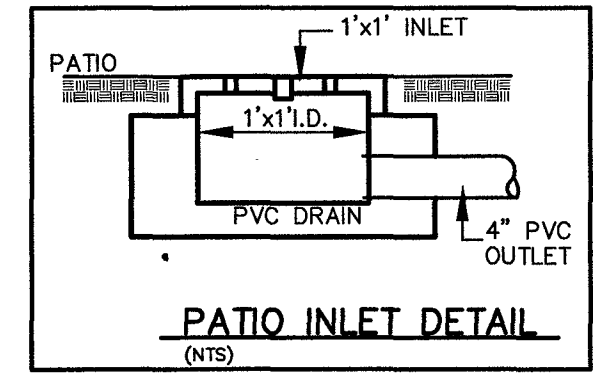 1'x1' INLET
PATIO
1'x1'I.D.
PVC DRAIN
4" PVC
OUTLET
PATIO INLET DETAIL
(NTS)